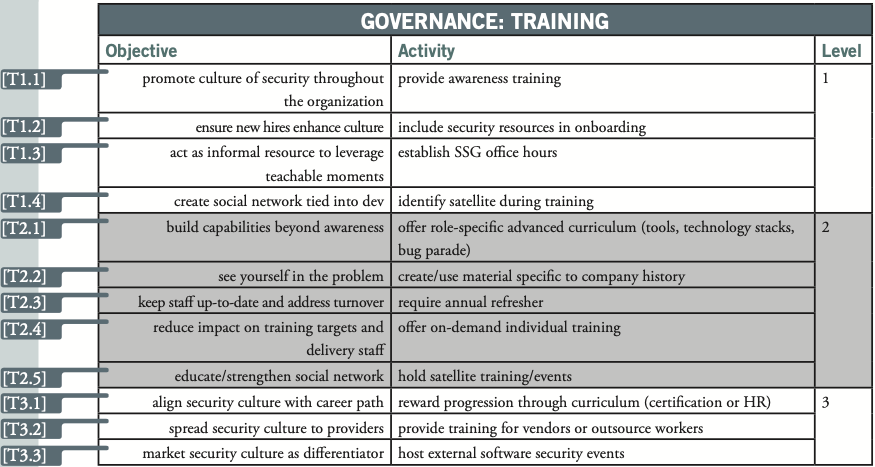 GOVERNANCE: TRAINING
Objective Activity Level
[T1.1] promote culture of security throughout provide awareness training 1
the organization
[T1.2] ensure new hires enhance culture include security resources in onboarding
[T1.3] act as informal resource to leverage establish SSG office hours
teachable moments
[T1.4] create social network tied into dev identify satellite during training
[T2.1] build capabilities beyond awareness offer role-specific advanced curriculum (tools, technology stacks, 2
bug parade)
[T2.2] see yourself in the problem create/use material specific to company history
[T2.3] keep staff up-to-date and address turnover require annual refresher
[T2.4] reduce impact on training targets and offer on-demand individual training
delivery staff
[T2.5] educate/strengthen social network hold satellite training/events
[T3.1] align security culture with career path reward progression through curriculum (certification or HR) 3
[T3.2] spread security culture to providers provide training for vendors or outsource workers
[T3.3] market security culture as differentiator host external software security events